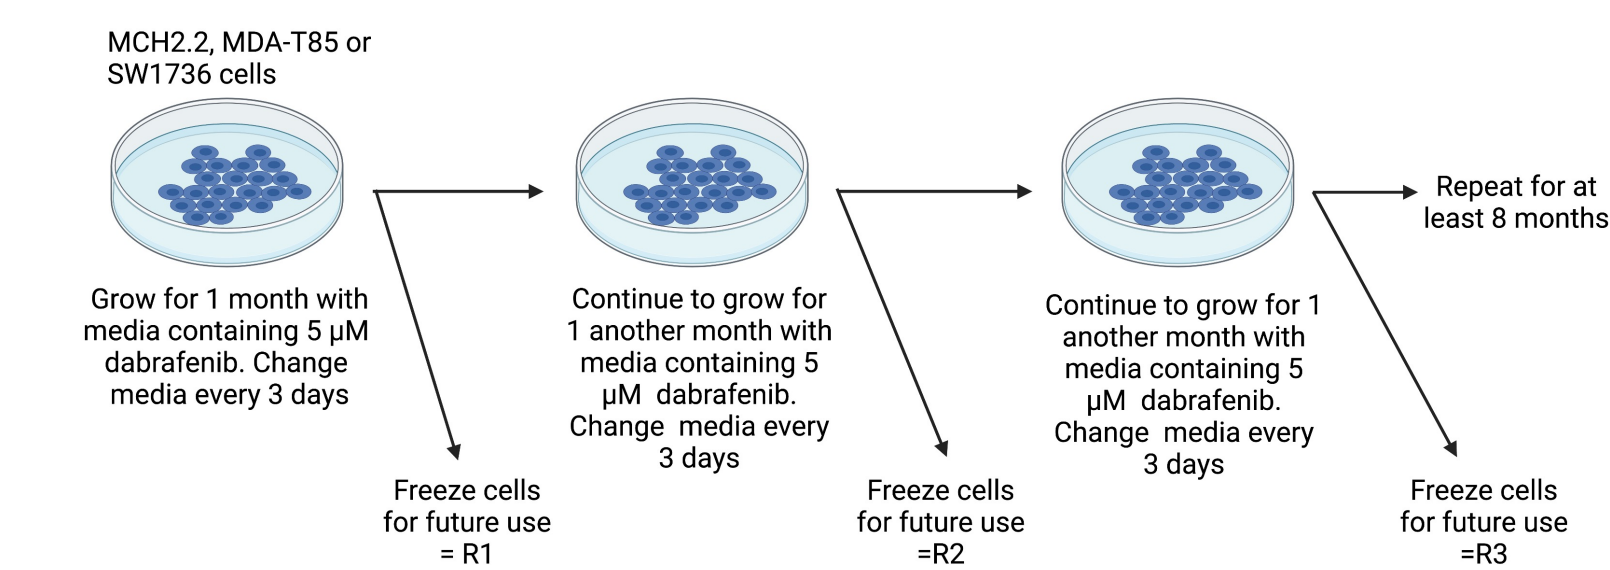 MCH2.2, MDA-T85 or
SW1736 cells
Grow for 1 month with
media containing 5 µM
dabrafenib. Change
media every 3 days
Freeze cells
for future use
= R1
Continue to grow for
1 another month with
media containing 5
µM  dabrafenib.
Change  media every
3 days
Freeze cells
for future use
=R2
Continue to grow for 1
another month with
media containing 5
µM  dabrafenib.
Change  media every
3 days
Repeat for at
least 8 months
Freeze cells
for future use
=R3